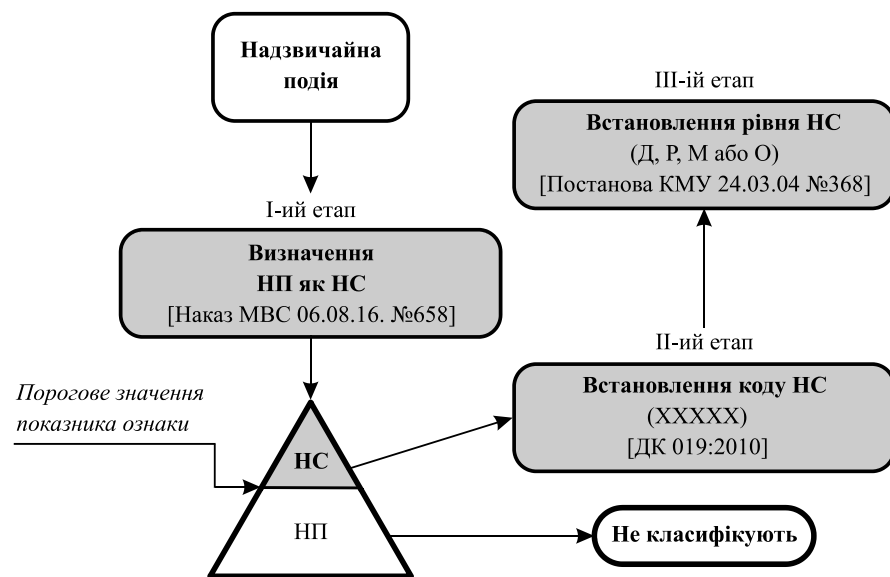 Надзвичайна
подія
І-ий етап
Визначення
НП як НС
[Наказ МВС 06.08.16. №658]
Порогове значення
показника ознаки
НС
НП
ІІІ-ій етап
Встановлення рівня НС
(Д, Р, М або О)
[Постанова КМУ 24.03.04 №368]
ІІ-ий етап
Встановлення коду НС
(ХХХХХ)
[ДК 019:2010]
Не класифікують